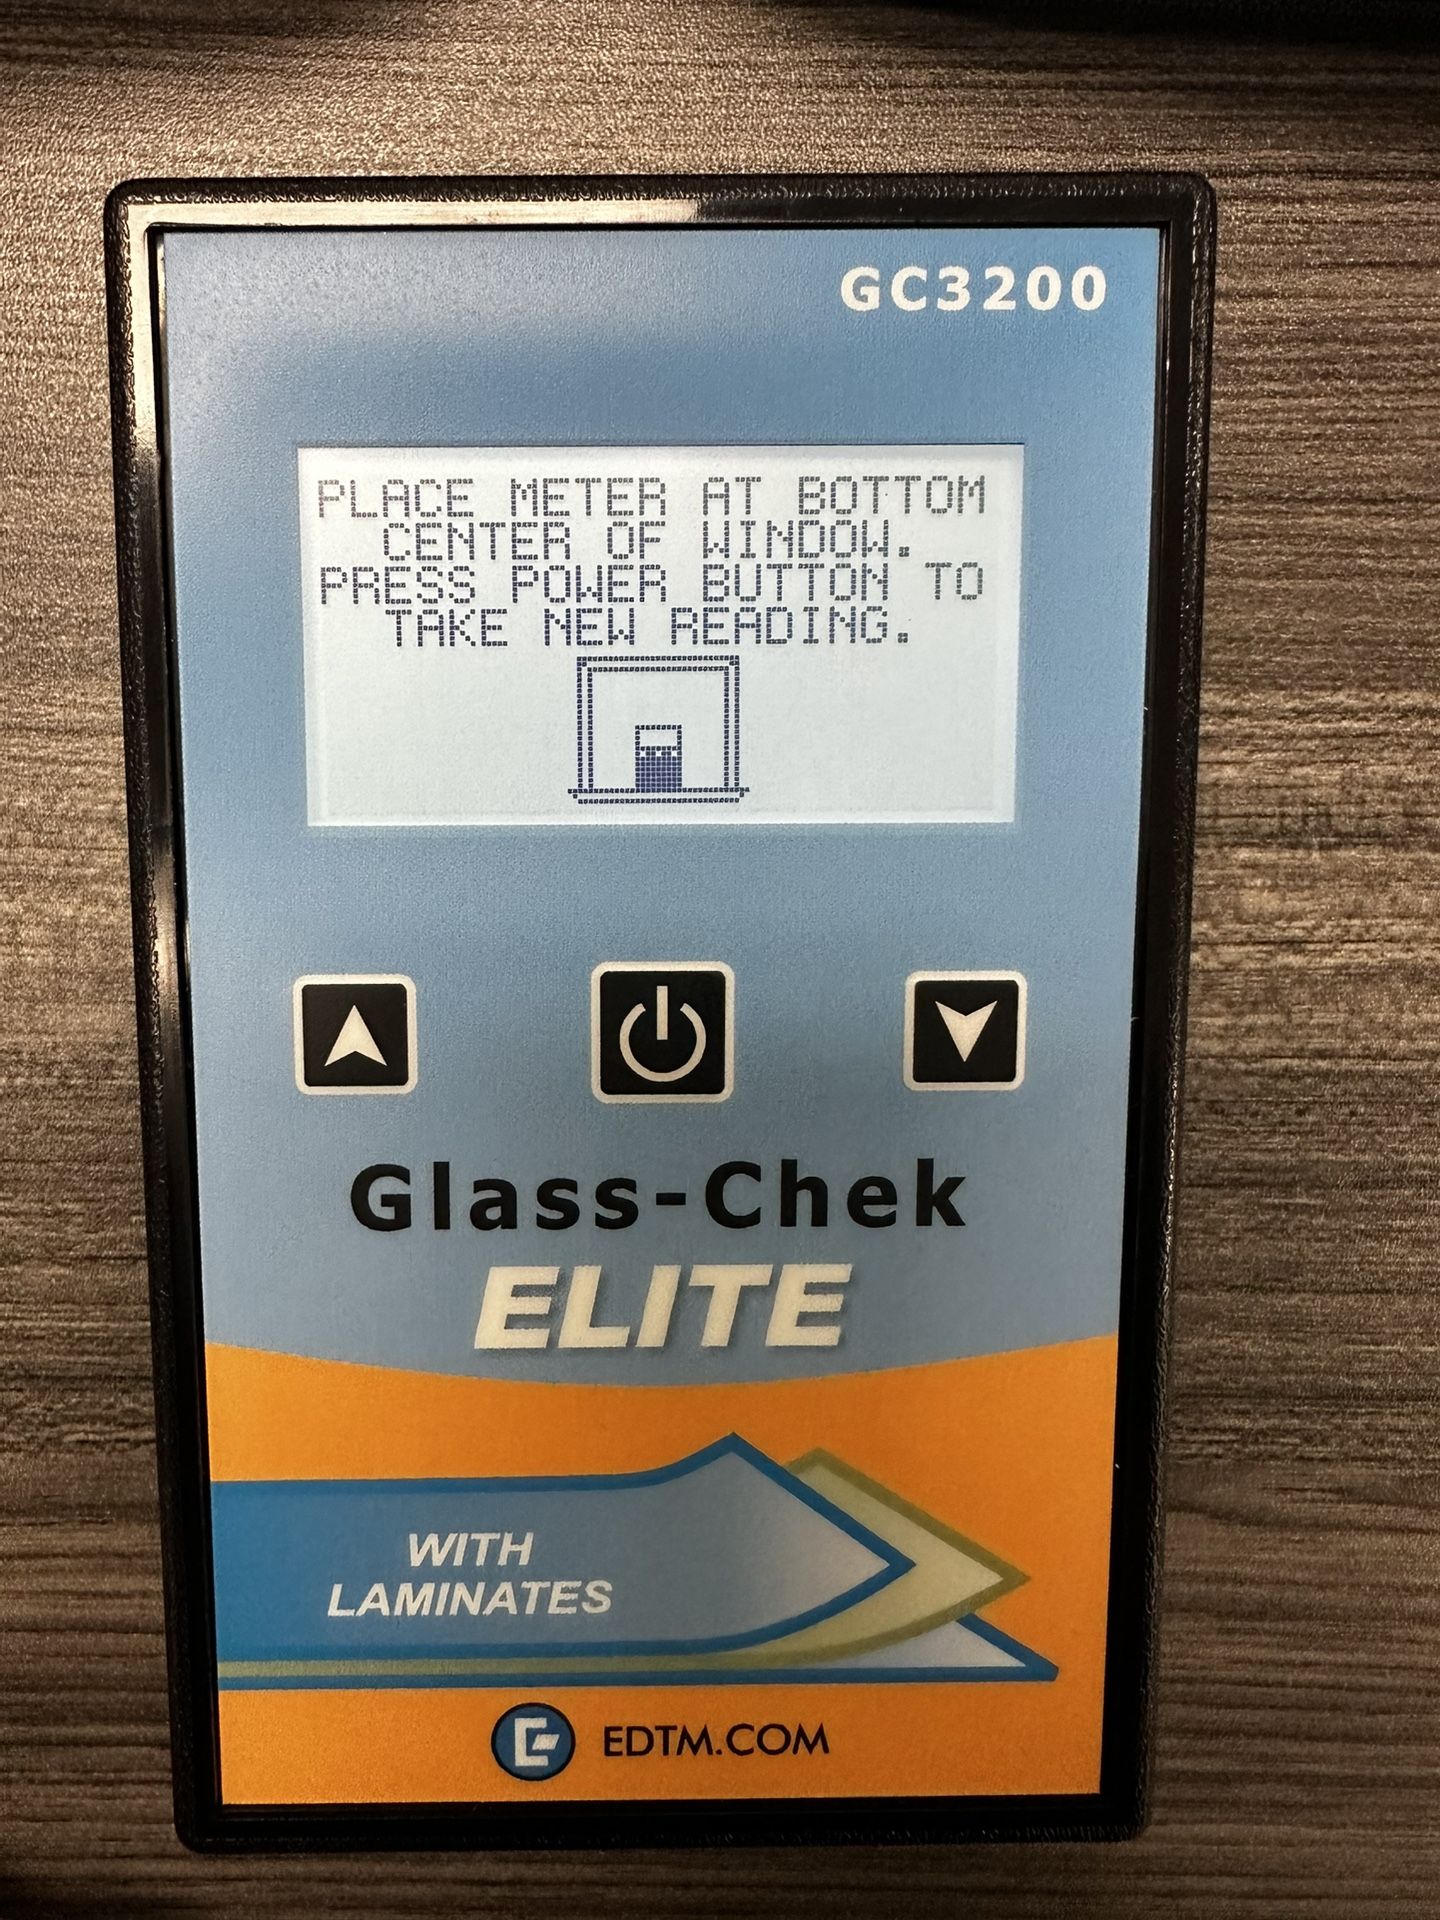 GC3200
PLACE METER AT BOTTOM
CENTER OF WINDOW.
PRESS POWER BUTTON TO
TAKE NEW READING.
Glass-Chek
ELITE
WITH
LAMINATES
E EDTM.COM